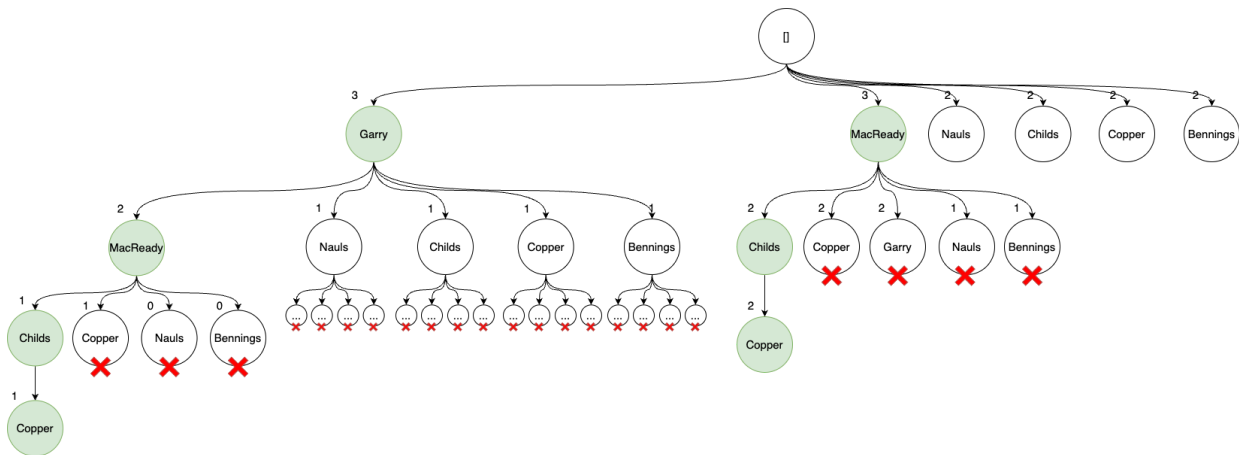 []
3
3
2
2
2
2
Garry
MacReady
Nauls
Childs
Copper
Bennings
2
1
1
1
1
2
2
2
1
1
MacReady
Nauls
Childs
Copper
Bennings
Childs
Copper
Garry
Nauls
Bennings
1
1
0
0
... ... ... ... ... ... ... ... ... ... ... ... ... ... ... ...
2
Childs
Copper
Nauls
Bennings
Copper
1
Copper